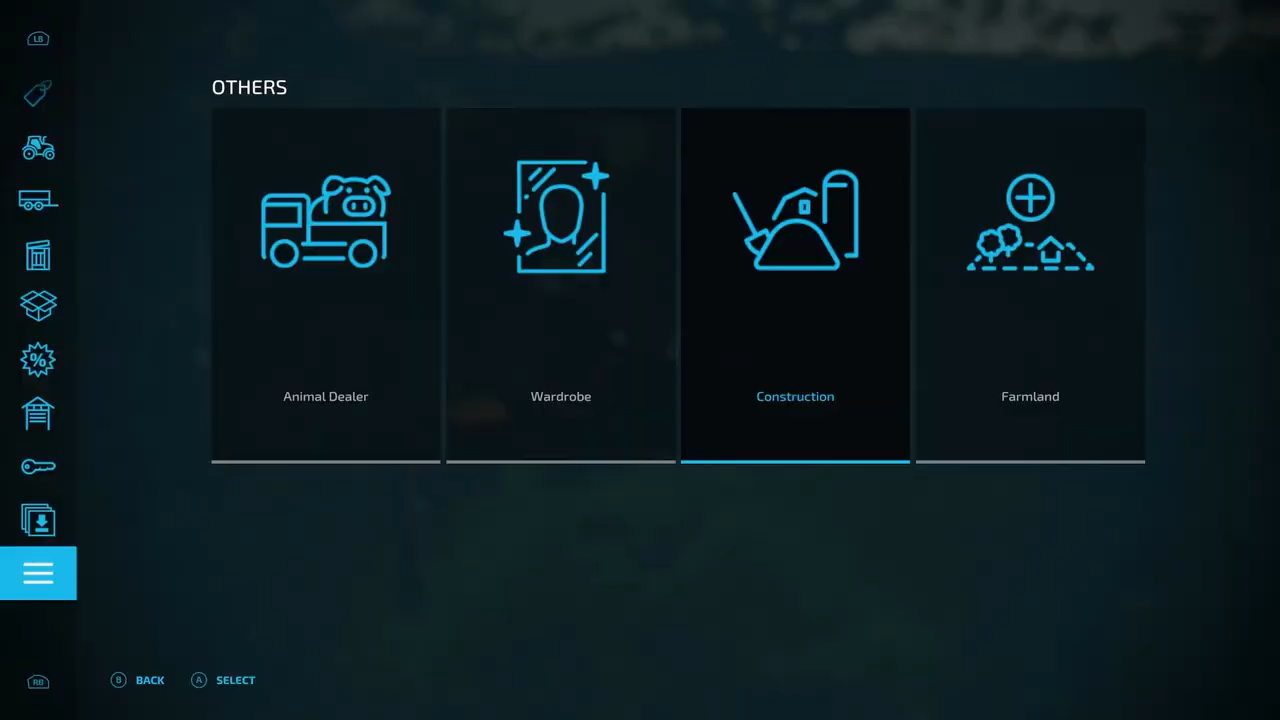 LB
OTHERS
%
Animal Dealer
Wardrobe
Construction
Farmland
RB
B BACK
A SELECT